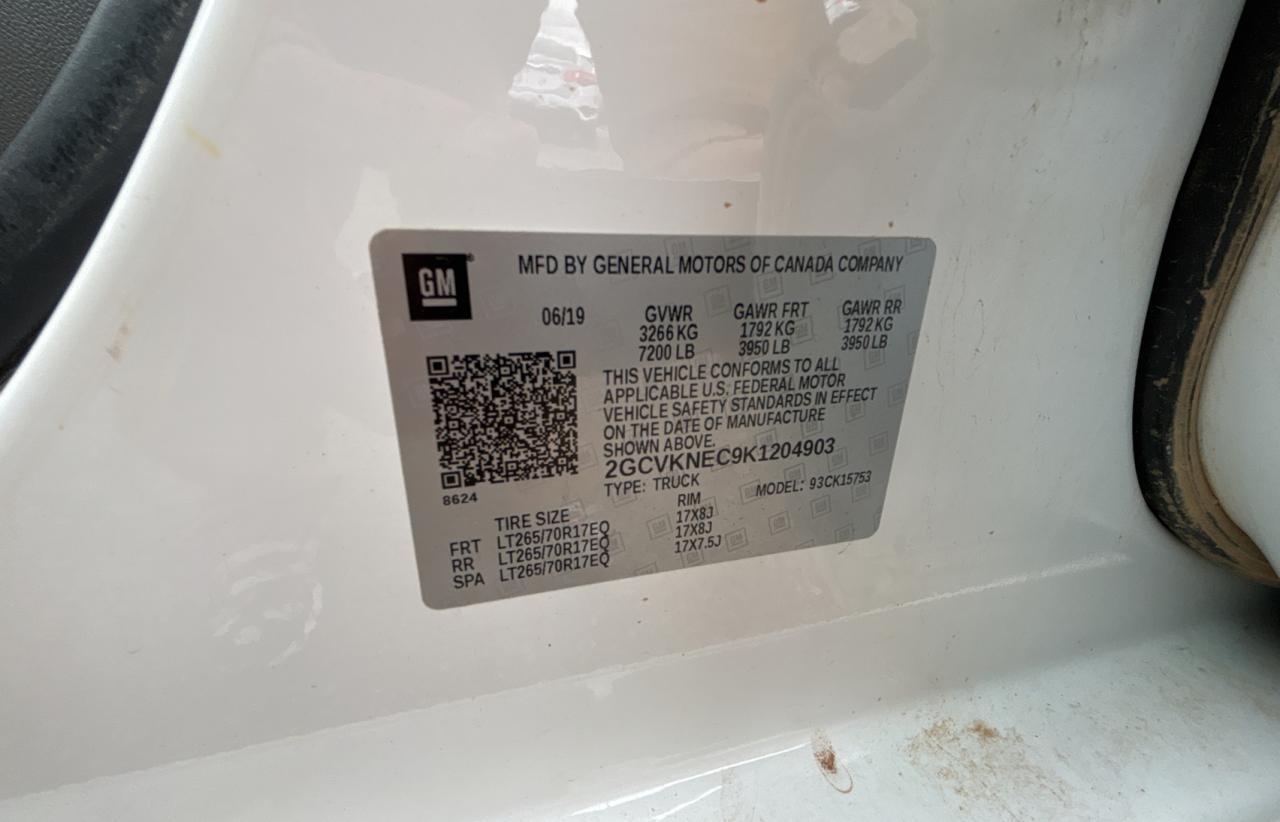 GM
MFD BY GENERAL MOTORS OF CANADA COMPANY
06/19 GVWR GAWR FRT GAWR RR
3266 KG 1792 KG 1792 KG
7200 LB 3950 LB 3950 LB
THIS VEHICLE CONFORMS TO ALL
APPLICABLE U.S. FEDERAL MOTOR
VEHICLE SAFETY STANDARDS IN EFFECT
ON THE DATE OF MANUFACTURE
SHOWN ABOVE.
2GCVKNEC9K1204903
TYPE: TRUCK MODEL: 93CK15753
8624
TIRE SIZE RIM
FRT LT265/70R17EQ 17X8J
RR LT265/70R17EQ 17X8J
SPA LT265/70R17EQ 17X7.5J